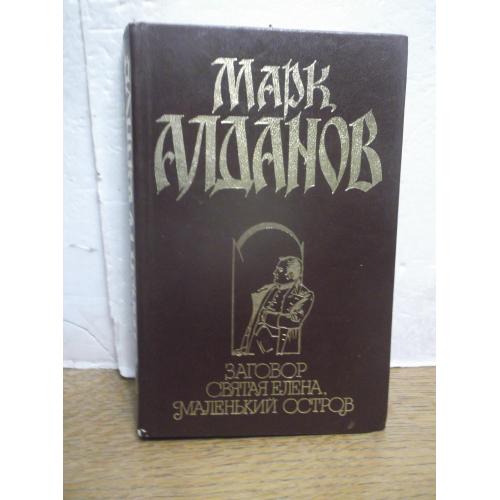 Марк
АЛДАНОВ
ЗАГОВОР
СВЯТАЯ ЕЛЕНА,
МАЛЕНЬКИЙ ОСТРОВ